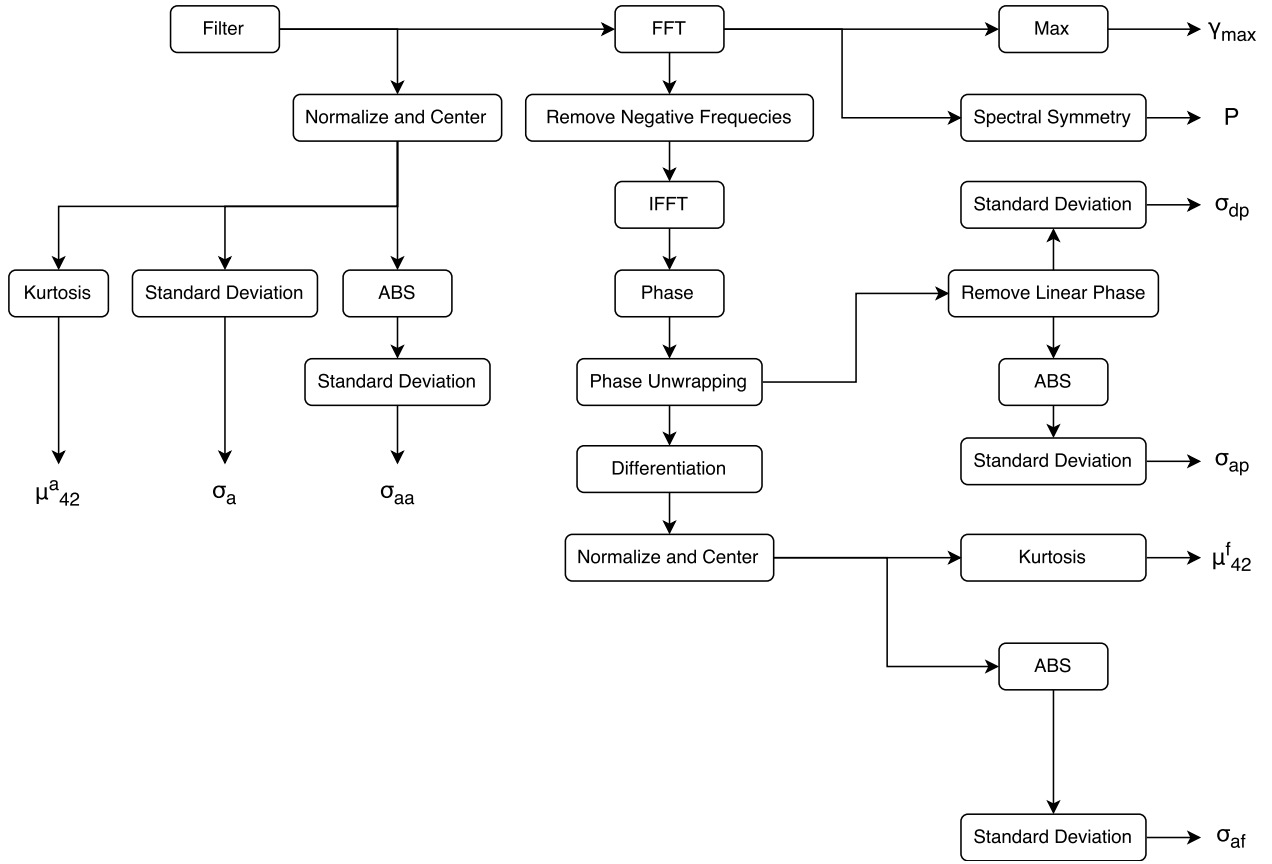 Filter
FFT
Max
γmax
Normalize and Center
Remove Negative Frequecies
Spectral Symmetry
P
IFFT
Standard Deviation
σdp
Kurtosis
Standard Deviation
ABS
Phase
Remove Linear Phase
Standard Deviation
Phase Unwrapping
ABS
Differentiation
Standard Deviation
σap
μa42
σa
σaa
Normalize and Center
Kurtosis
μf42
ABS
Standard Deviation
σaf